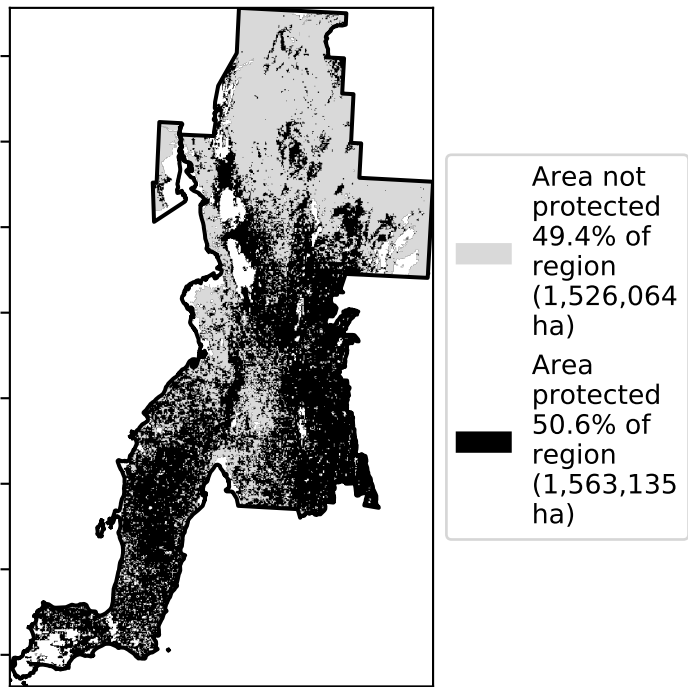 Area not
protected
49.4% of
region
(1,526,064
ha)
Area
protected
50.6% of
region
(1,563,135
ha)